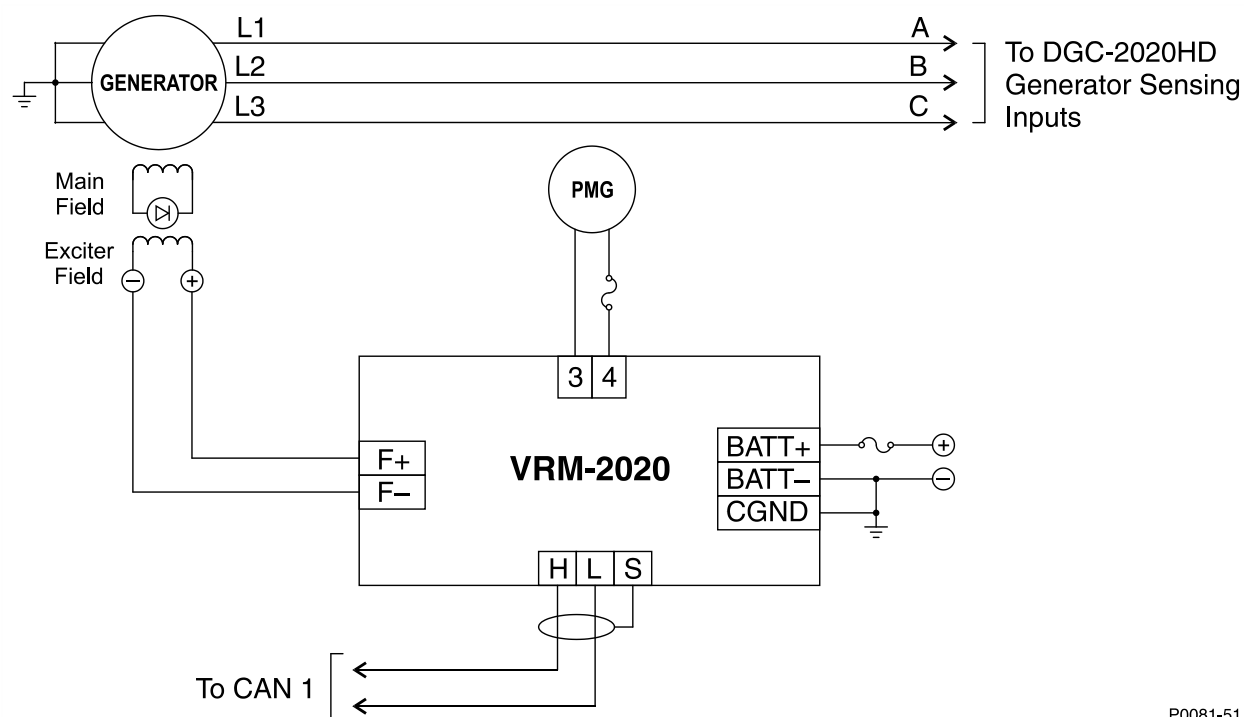 L1
A
L2
B
L3
C
GENERATOR
To DGC-2020HD
Generator Sensing
Inputs
Main
Field
Exciter
Field
−
+
PMG
3
4
F+
F−
VRM-2020
BATT+
BATT−
CGND
+
−
H
L
S
To CAN 1
P0081-51